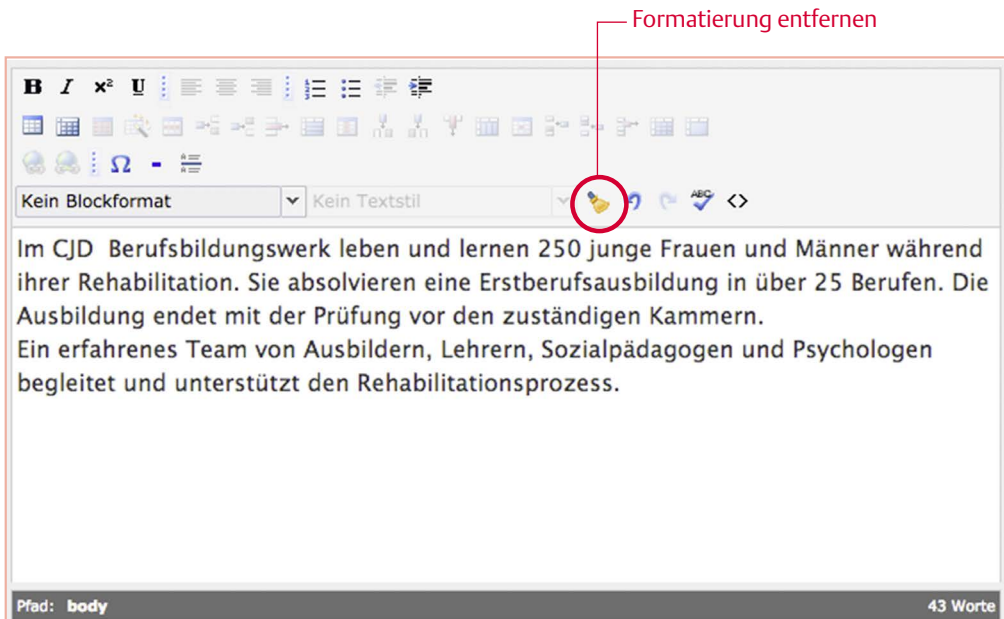 Formatierung entfernen
B I x² U
Ω -
Kein Blockformat Kein Textstil ABC <>
Im CJD  Berufsbildungswerk leben und lernen 250 junge Frauen und Männer während
ihrer Rehabilitation. Sie absolvieren eine Erstberufsausbildung in über 25 Berufen. Die
Ausbildung endet mit der Prüfung vor den zuständigen Kammern.
Ein erfahrenes Team von Ausbildern, Lehrern, Sozialpädagogen und Psychologen
begleitet und unterstützt den Rehabilitationsprozess.
Pfad: body 43 Worte